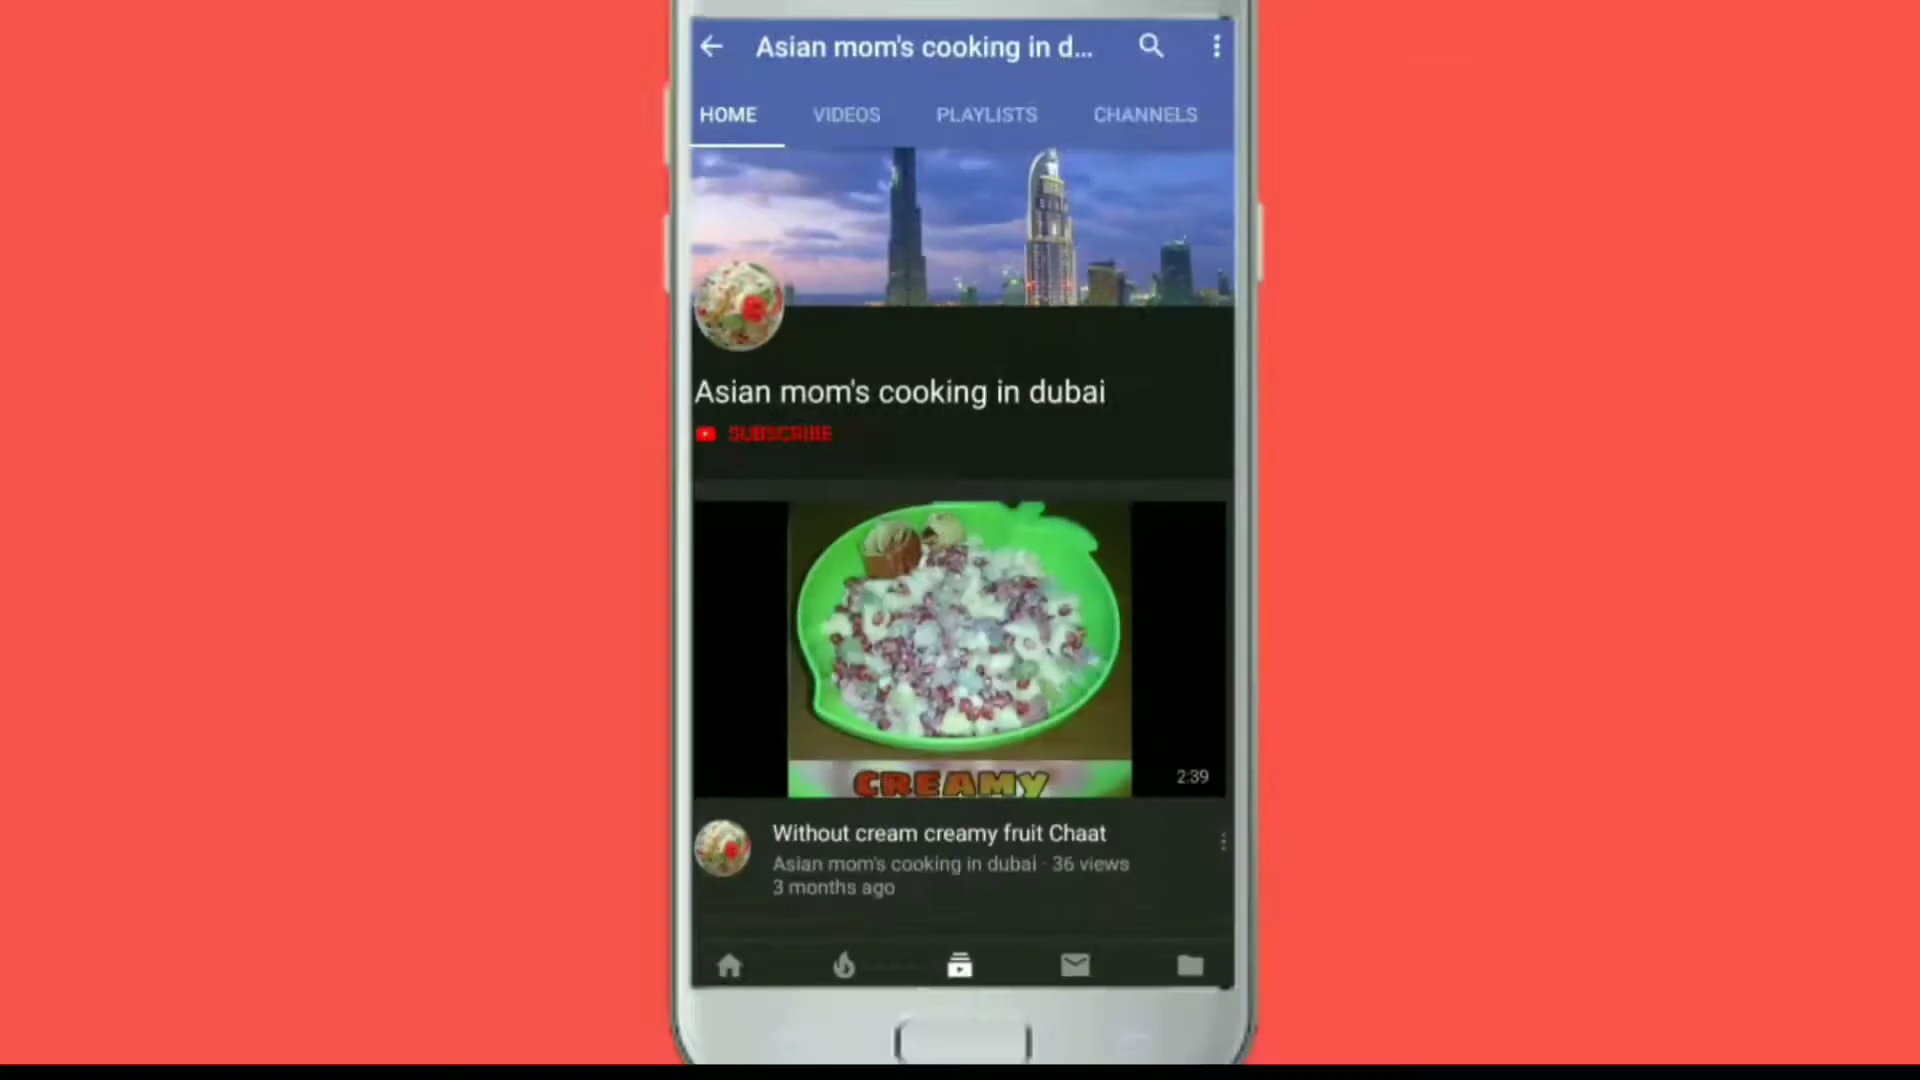 Asian mom's cooking in d...
HOME VIDEOS PLAYLISTS CHANNELS
Asian mom's cooking in dubai
SUBSCRIBE
CREAMY
2:39
Without cream creamy fruit Chaat
Asian mom's cooking in dubai · 36 views
3 months ago